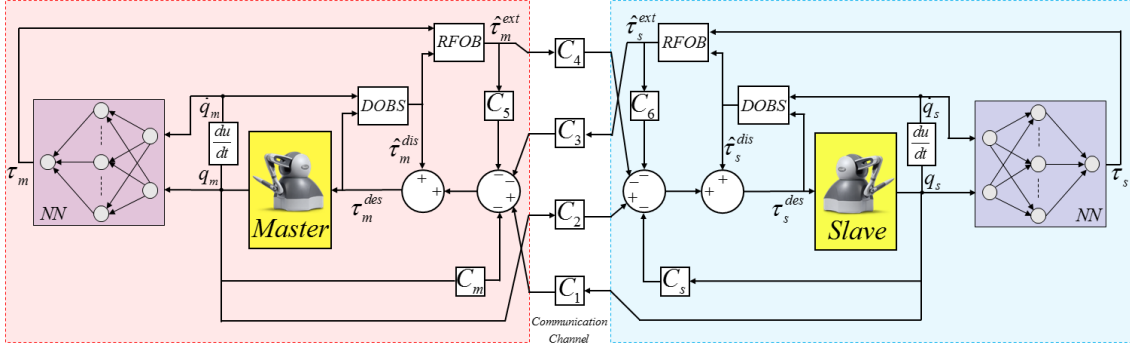 RFOB
τ̂_m^{ext}
C_4
τ̂_s^{ext}
RFOB
q̇_m
DOBS
C_5
C_3
C_6
DOBS
q̇_s
du/dt
τ̂_m^{dis}
τ̂_s^{dis}
du/dt
τ_m
q_m
+ +
− −
− −
− −
+ −
+ +
q_s
τ_s
NN
Master
τ_m^{des}
C_2
τ_s^{des}
Slave
NN
C_m
C_1
C_s
Communication
Channel